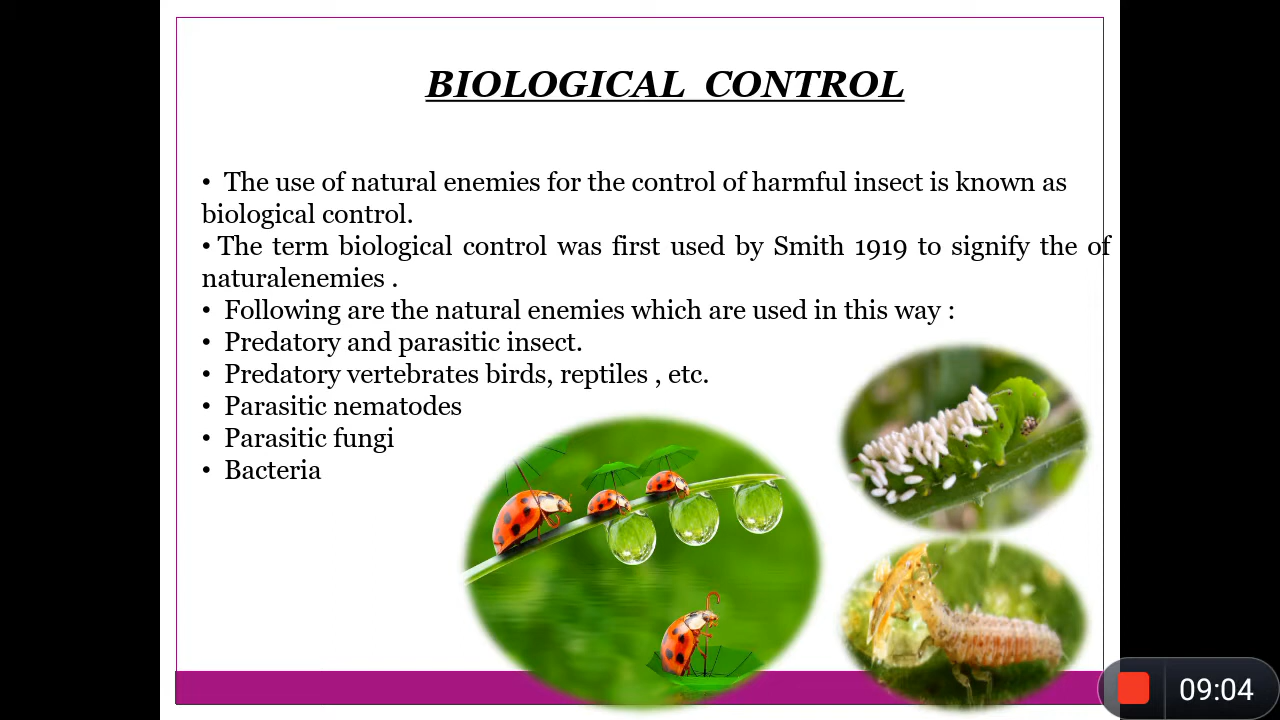 BIOLOGICAL CONTROL
• The use of natural enemies for the control of harmful insect is known as
biological control.
• The term biological control was first used by Smith 1919 to signify the of
naturalenemies .
• Following are the natural enemies which are used in this way :
• Predatory and parasitic insect.
• Predatory vertebrates birds, reptiles , etc.
• Parasitic nematodes
• Parasitic fungi
• Bacteria
09:04